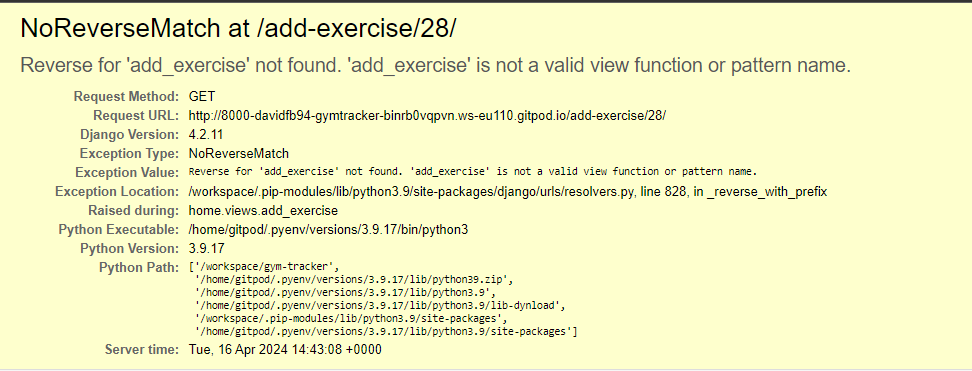 NoReverseMatch at /add-exercise/28/
Reverse for 'add_exercise' not found. 'add_exercise' is not a valid view function or pattern name.
Request Method: GET
Request URL: http://8000-davidfb94-gymtracker-binrb0vqpvn.ws-eu110.gitpod.io/add-exercise/28/
Django Version: 4.2.11
Exception Type: NoReverseMatch
Exception Value: Reverse for 'add_exercise' not found. 'add_exercise' is not a valid view function or pattern name.
Exception Location: /workspace/.pip-modules/lib/python3.9/site-packages/django/urls/resolvers.py, line 828, in _reverse_with_prefix
Raised during: home.views.add_exercise
Python Executable: /home/gitpod/.pyenv/versions/3.9.17/bin/python3
Python Version: 3.9.17
Python Path: ['/workspace/gym-tracker',
'/home/gitpod/.pyenv/versions/3.9.17/lib/python39.zip',
'/home/gitpod/.pyenv/versions/3.9.17/lib/python3.9',
'/home/gitpod/.pyenv/versions/3.9.17/lib/python3.9/lib-dynload',
'/workspace/.pip-modules/lib/python3.9/site-packages',
'/home/gitpod/.pyenv/versions/3.9.17/lib/python3.9/site-packages']
Server time: Tue, 16 Apr 2024 14:43:08 +0000